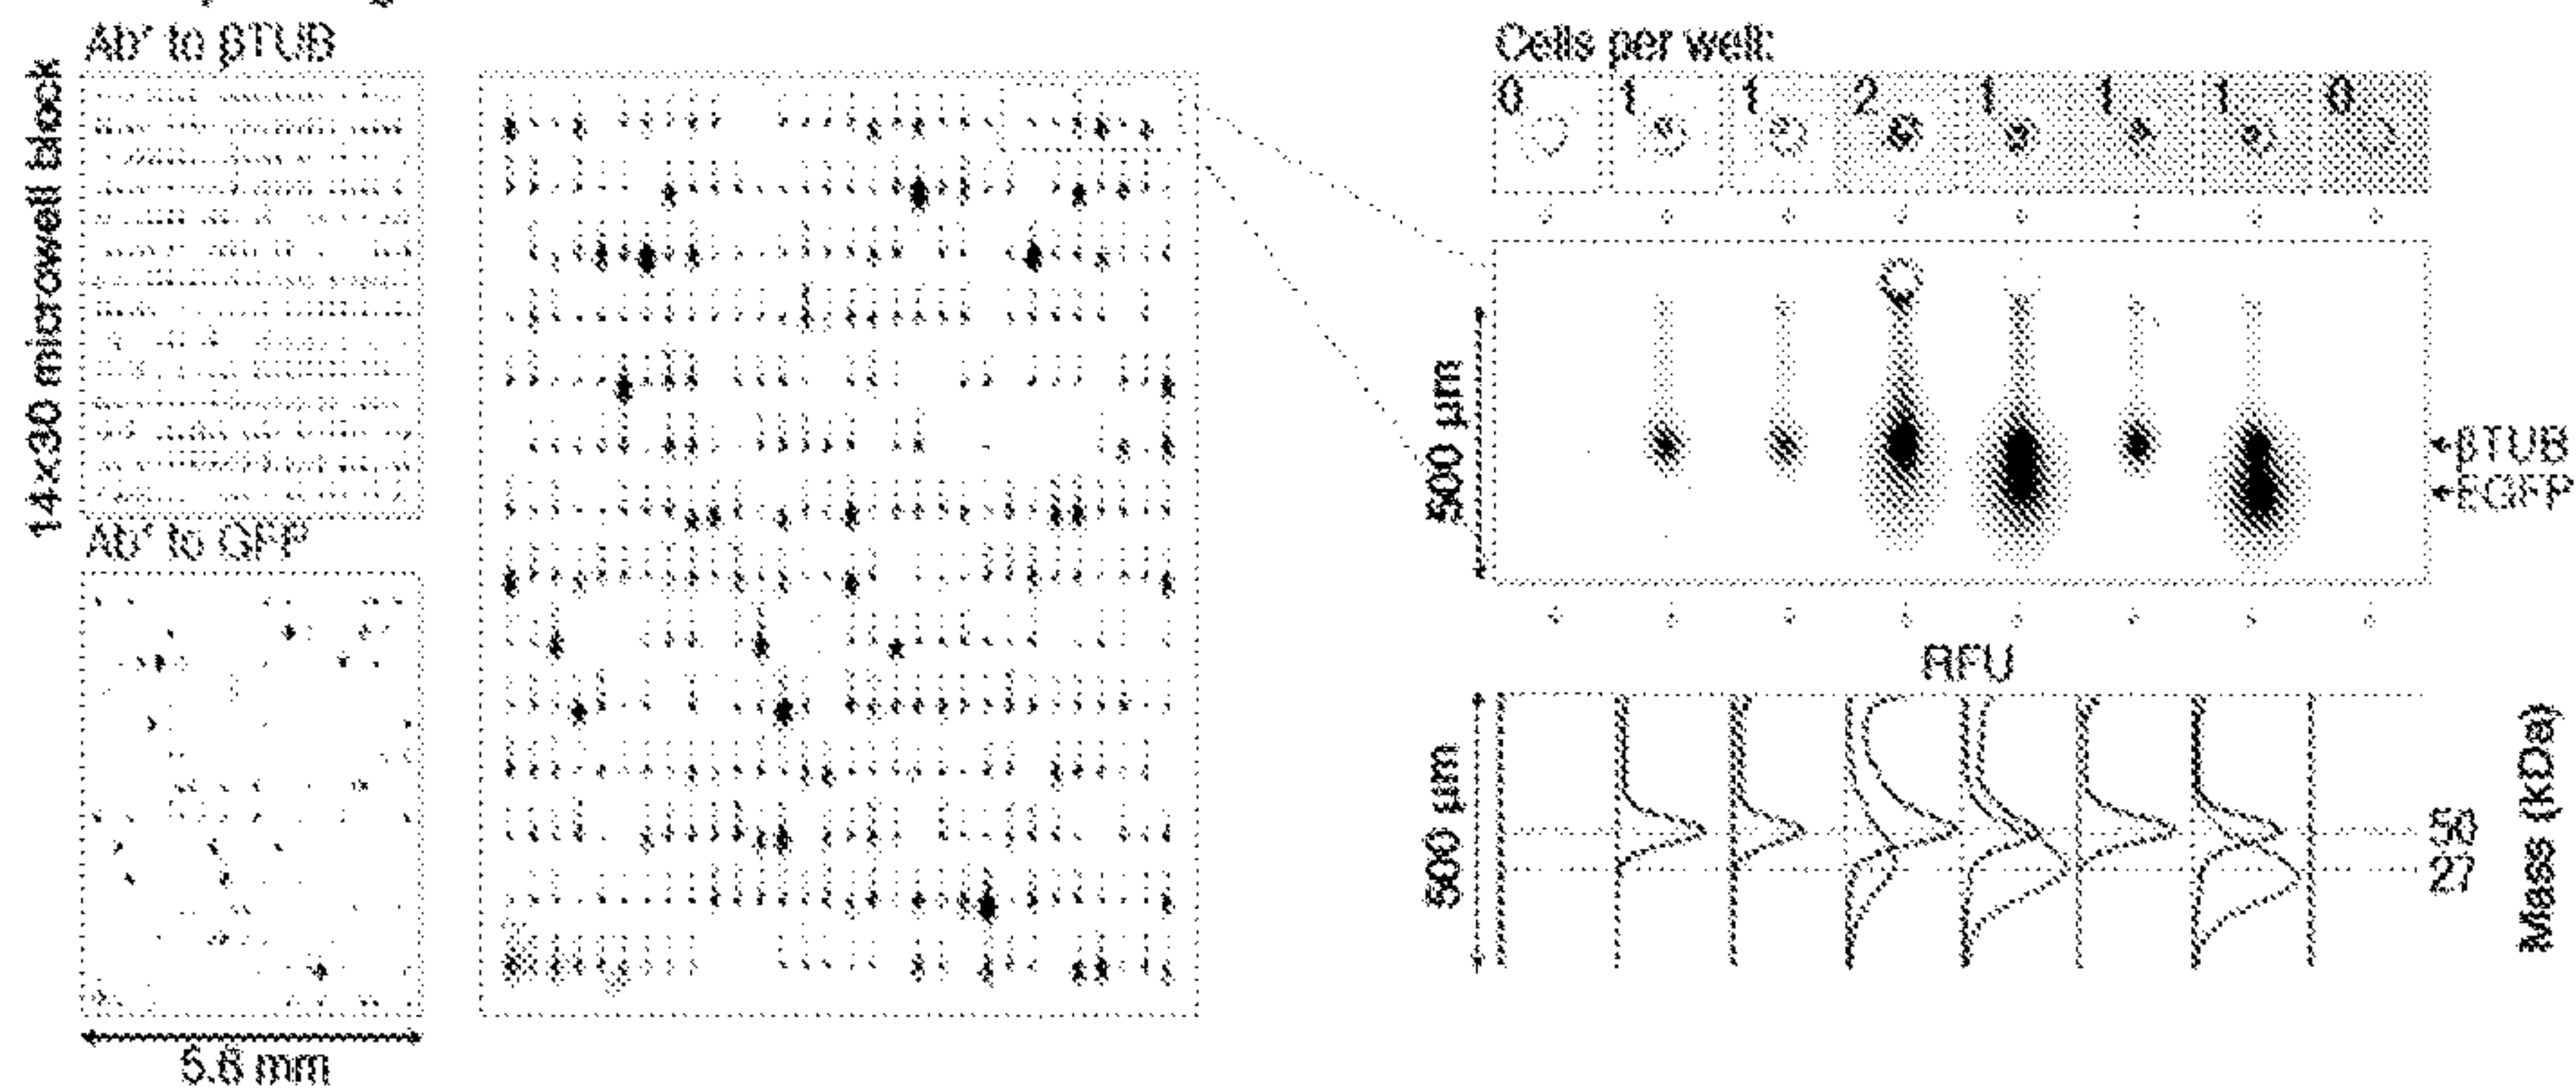 Ab* to βTUB
14x30 microwell block
Ab* to GFP
5.6 mm
Cells per well:
0 1 1 2 1 1 1 0
500 μm
βTUB
EGFP
RFU
500 μm
50
27
Mass (kDa)